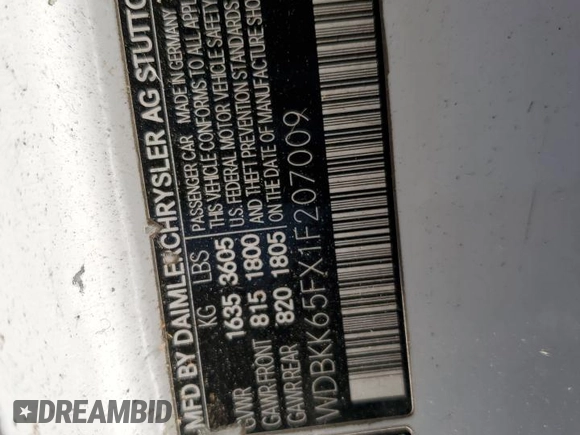 MFD BY DAIMLERCHRYSLER AG STUTTG
PASSENGER CAR MADE IN GERMANY
KG LBS THIS VEHICLE CONFORMS TO ALL APPL
GVWR 1635 3605 U.S. FEDERAL MOTOR VEHICLE SAFETY
GAWR FRONT 815 1800 AND THEFT PREVENTION STANDARDS
GAWR REAR 820 1805 ON THE DATE OF MANUFACTUR
WDBKK65FX1F207009
DREAMBID